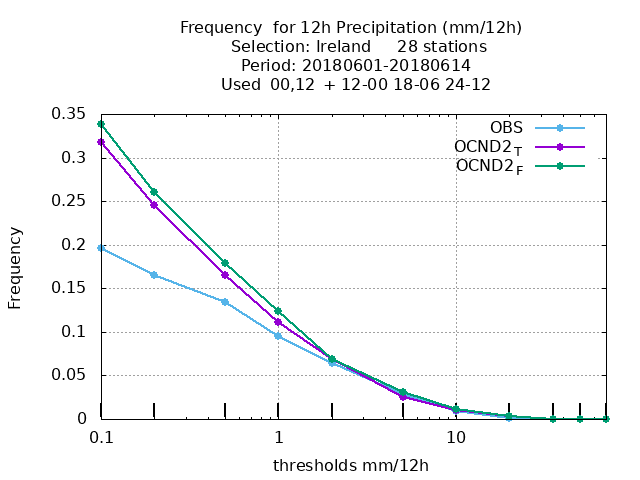 Frequency  for 12h Precipitation (mm/12h)
Selection: Ireland     28 stations
Period: 20180601-20180614
Used  00,12  + 12-00 18-06 24-12
OBS
OCND2T
OCND2F
Frequency
0.35
0.3
0.25
0.2
0.15
0.1
0.05
0
0.1 1 10
thresholds mm/12h